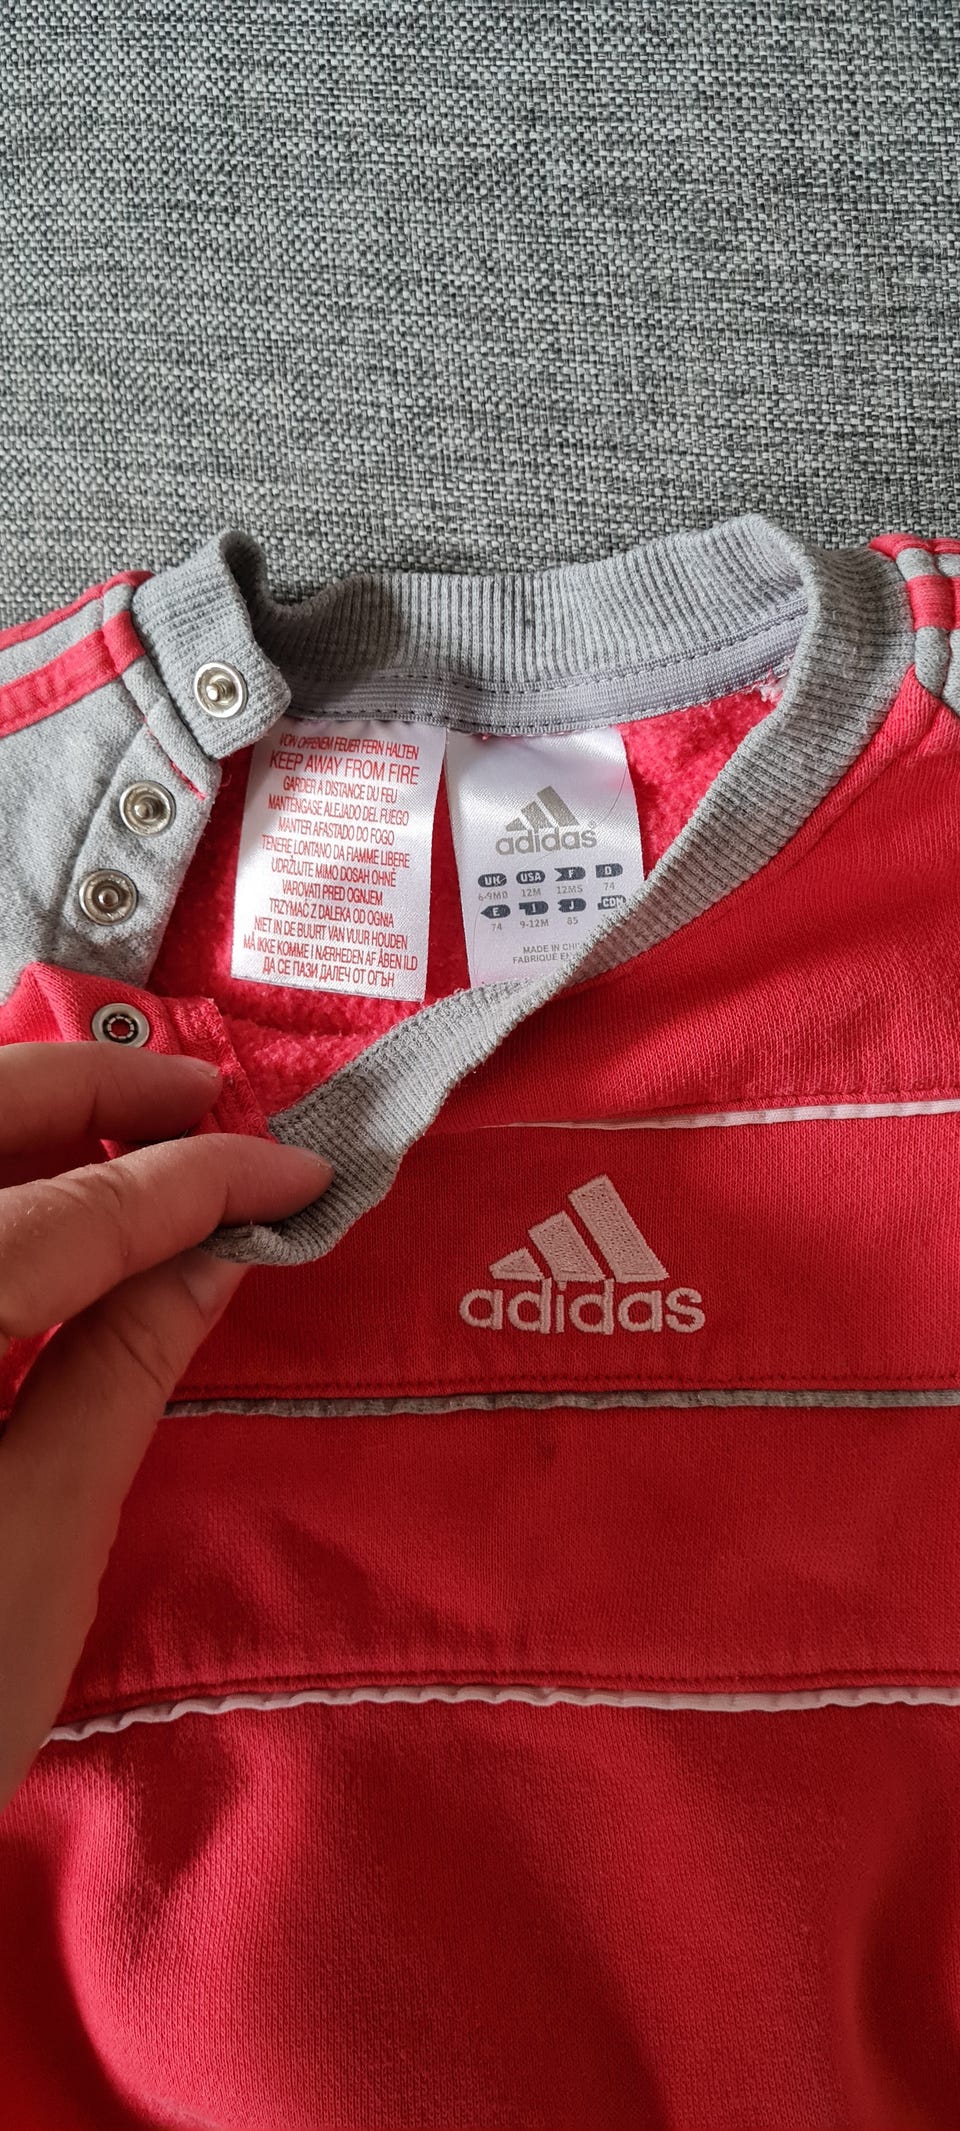 VON OFFENEM FEUER FERN HALTEN
KEEP AWAY FROM FIRE
GARDER A DISTANCE DU FEU
MANTENGASE ALEJADO DEL FUEGO
MANTER AFASTADO DO FOGO
TENERE LONTANO DA FIAMME LIBERE
UDRŽUJTE MIMO DOSAH OHNĚ
VAROVATI PRED OGNJEM
TRZYMAĆ Z DALEKA OD OGNIA
NIET IN DE BUURT VAN VUUR HOUDEN
MÅ IKKE KOMME I NÆRHEDEN AF ÅBEN ILD
ДА СЕ ПАЗИ ДАЛЕЧ ОТ ОГЪН
adidas®
UK USA F D
6-9M 12M 12MS 74
E I J CDN
74 9-12M 85
MADE IN
FABRIQUE EN
adidas